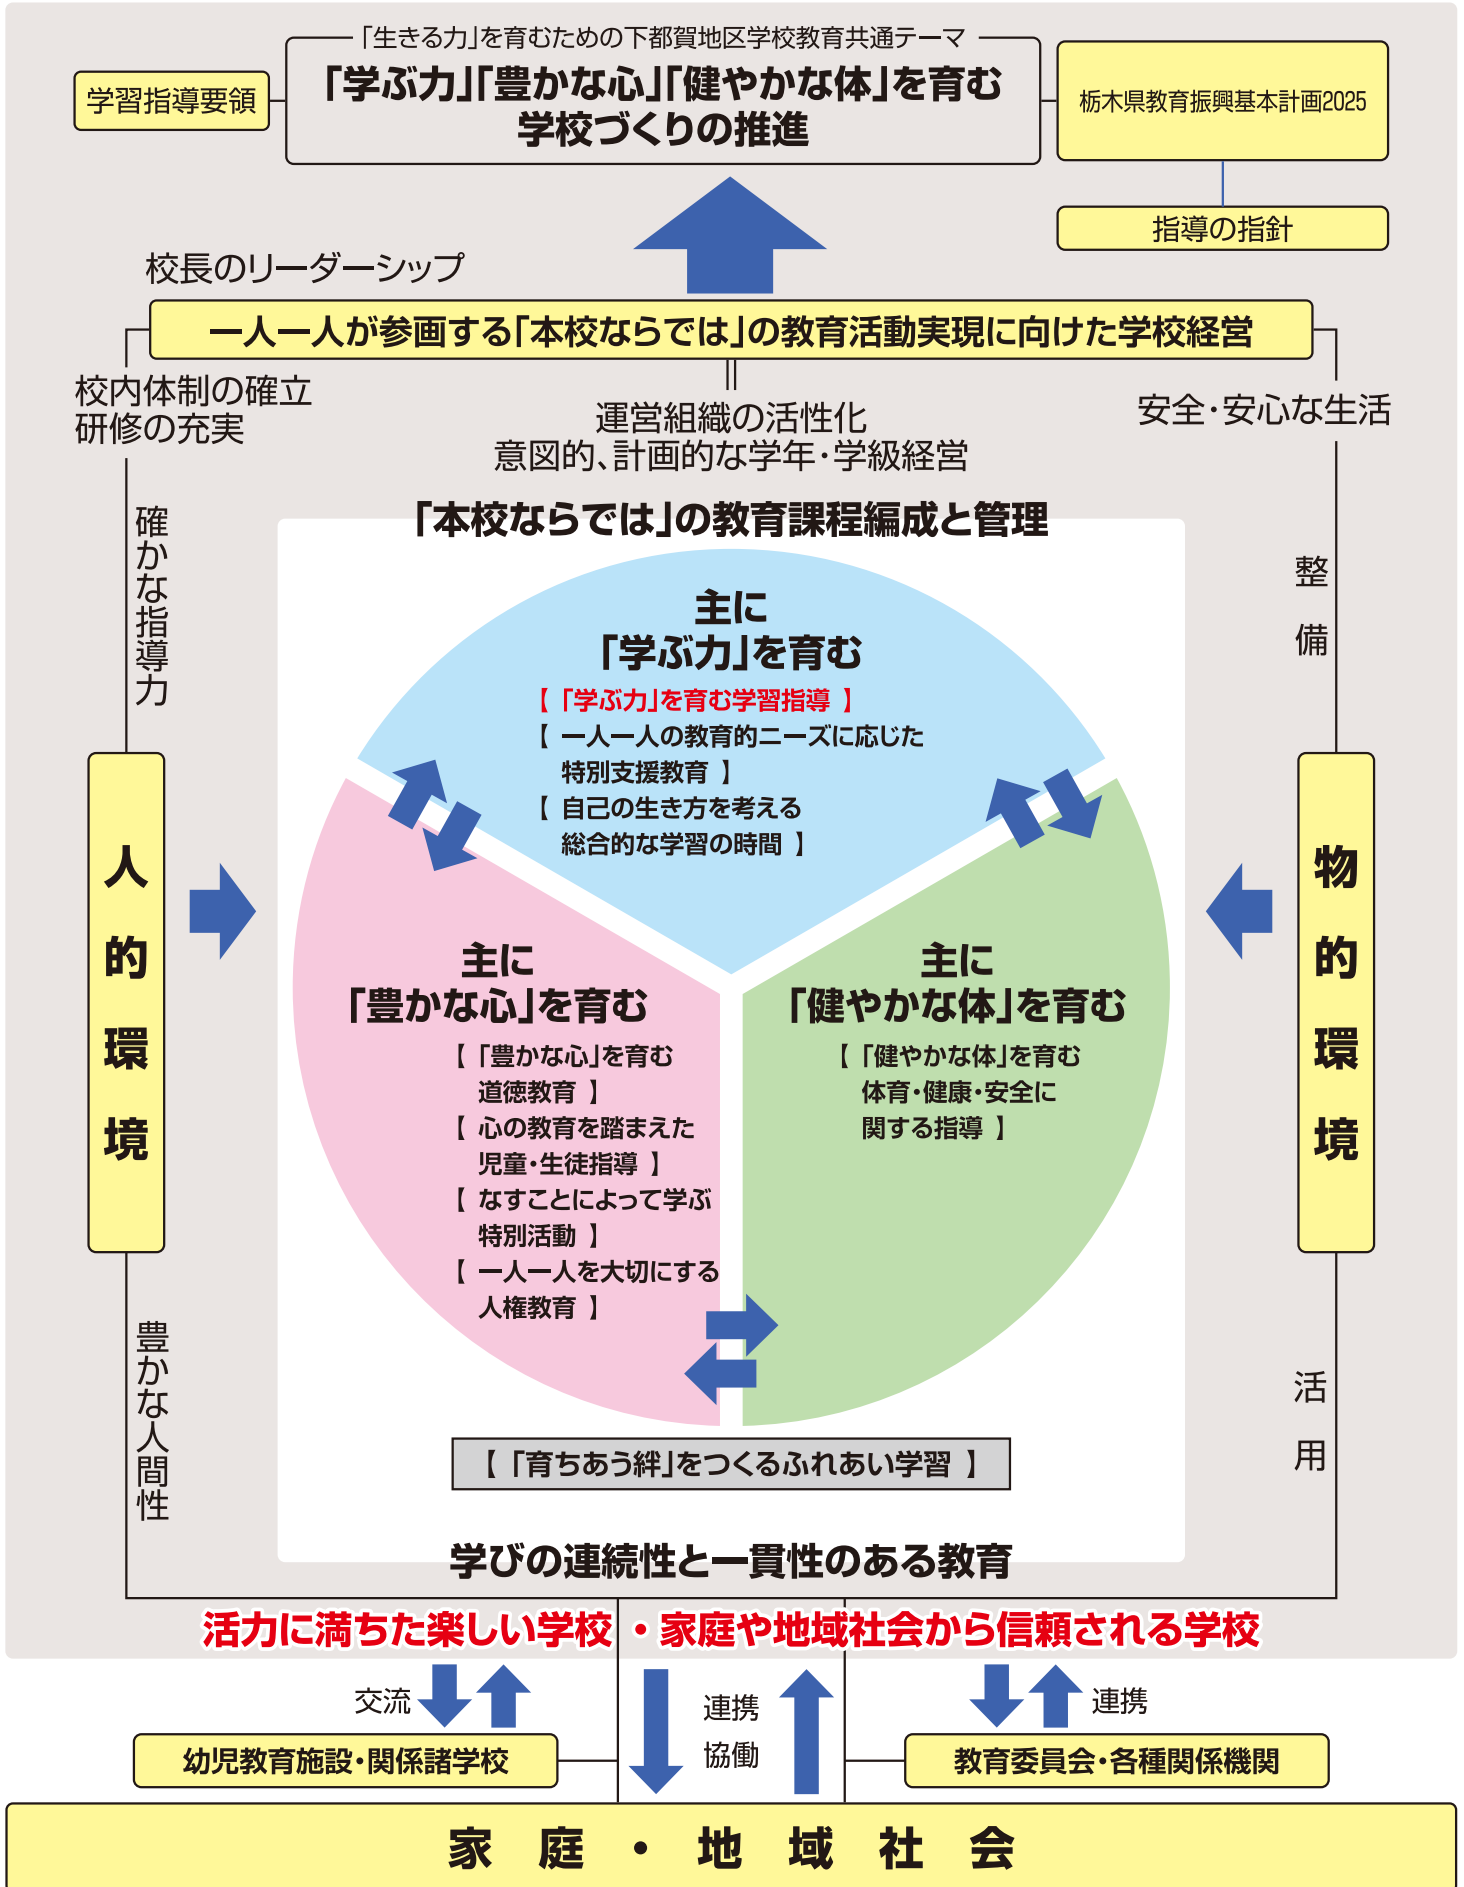 「生きる力」を育むための下都賀地区学校教育共通テーマ
「学ぶ力」「豊かな心」「健やかな体」を育む
学校づくりの推進
学習指導要領
栃木県教育振興基本計画2025
指導の指針
校長のリーダーシップ
一人一人が参画する「本校ならでは」の教育活動実現に向けた学校経営
校内体制の確立
研修の充実
運営組織の活性化
意図的、計画的な学年・学級経営
安全・安心な生活
確かな指導力
整備
「本校ならでは」の教育課程編成と管理
主に
「学ぶ力」を育む
【「学ぶ力」を育む学習指導 】
【 一人一人の教育的ニーズに応じた
特別支援教育 】
【 自己の生き方を考える
総合的な学習の時間 】
人的環境
物的環境
主に
「豊かな心」を育む
【「豊かな心」を育む
道徳教育 】
【 心の教育を踏まえた
児童・生徒指導 】
【 なすことによって学ぶ
特別活動 】
【 一人一人を大切にする
人権教育 】
主に
「健やかな体」を育む
【「健やかな体」を育む
体育・健康・安全に
関する指導 】
豊かな人間性
活用
【「育ちあう絆」をつくるふれあい学習 】
学びの連続性と一貫性のある教育
活力に満ちた楽しい学校 ・家庭や地域社会から信頼される学校
交流
連携
協働
連携
幼児教育施設・関係諸学校
教育委員会・各種関係機関
家庭・地域社会